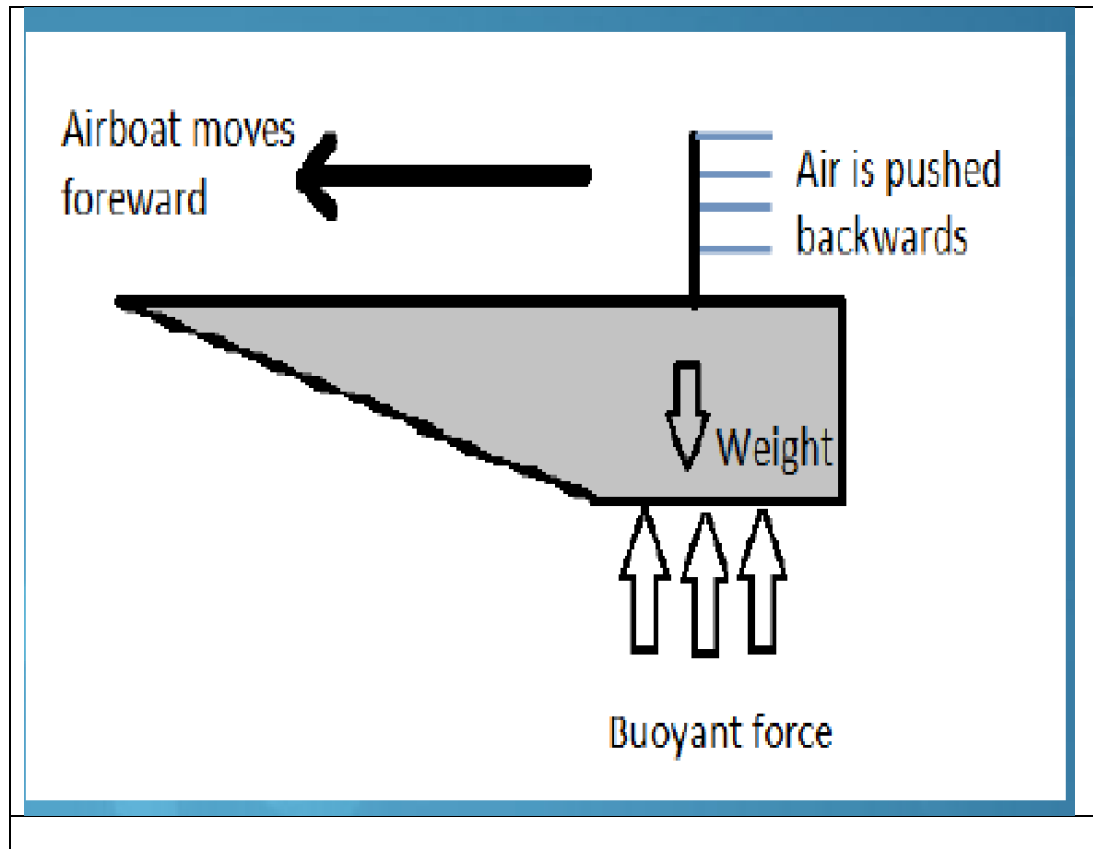 Airboat moves
foreward
Air is pushed
backwards
Weight
Buoyant force